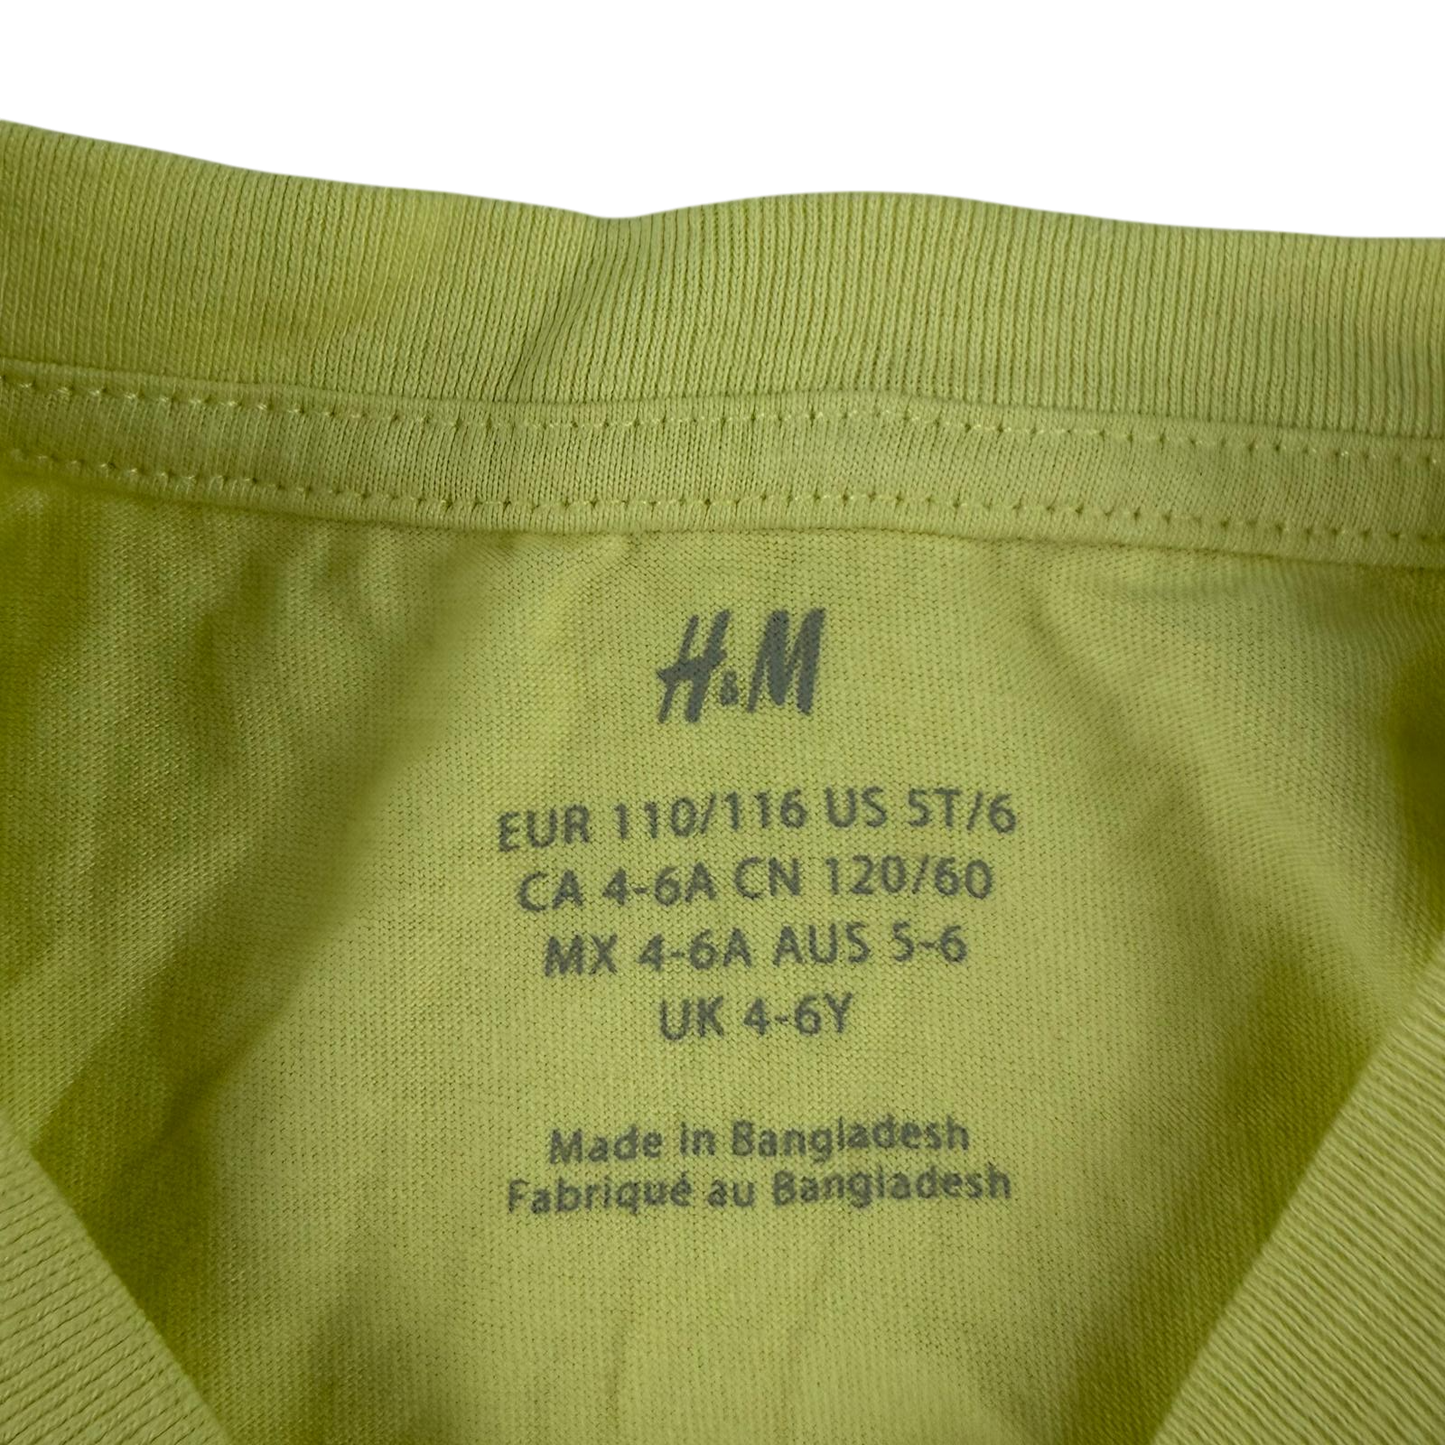 H&M
EUR 110/116 US 5T/6
CA 4-6A CN 120/60
MX 4-6A AUS 5-6
UK 4-6Y
Made in Bangladesh
Fabriqué au Bangladesh